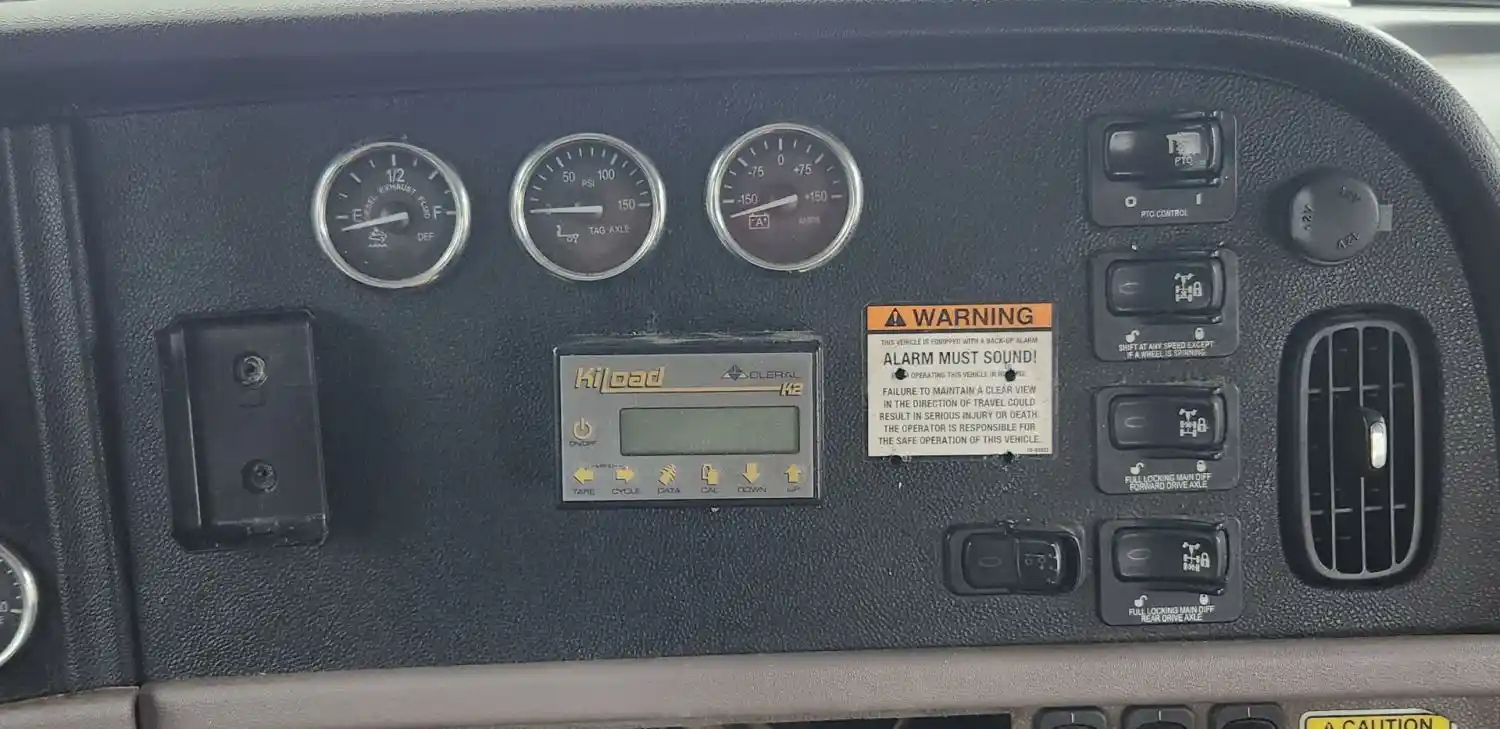 1/2
E F
DIESEL EXHAUST FLUID
DEF
50 100
PSI
150
TAG AXLE
0
-75 +75
-150 +150
A
AMPS
PTO
PTO CONTROL
12V
SHIFT AT ANY SPEED EXCEPT
IF A WHEEL IS SPINNING
WARNING
THIS VEHICLE IS EQUIPPED WITH A BACK-UP ALARM
ALARM MUST SOUND!
OPERATING THIS VEHICLE IN
FAILURE TO MAINTAIN A CLEAR VIEW
IN THE DIRECTION OF TRAVEL COULD
RESULT IN SERIOUS INJURY OR DEATH.
THE OPERATOR IS RESPONSIBLE FOR
THE SAFE OPERATION OF THIS VEHICLE.
KiLoad
CLERAL
K2
ON/OFF
TARE CYCLE DATA CAL DOWN UP
FULL LOCKING MAIN DIFF
FORWARD DRIVE AXLE
FULL LOCKING MAIN DIFF
REAR DRIVE AXLE
CAUTION